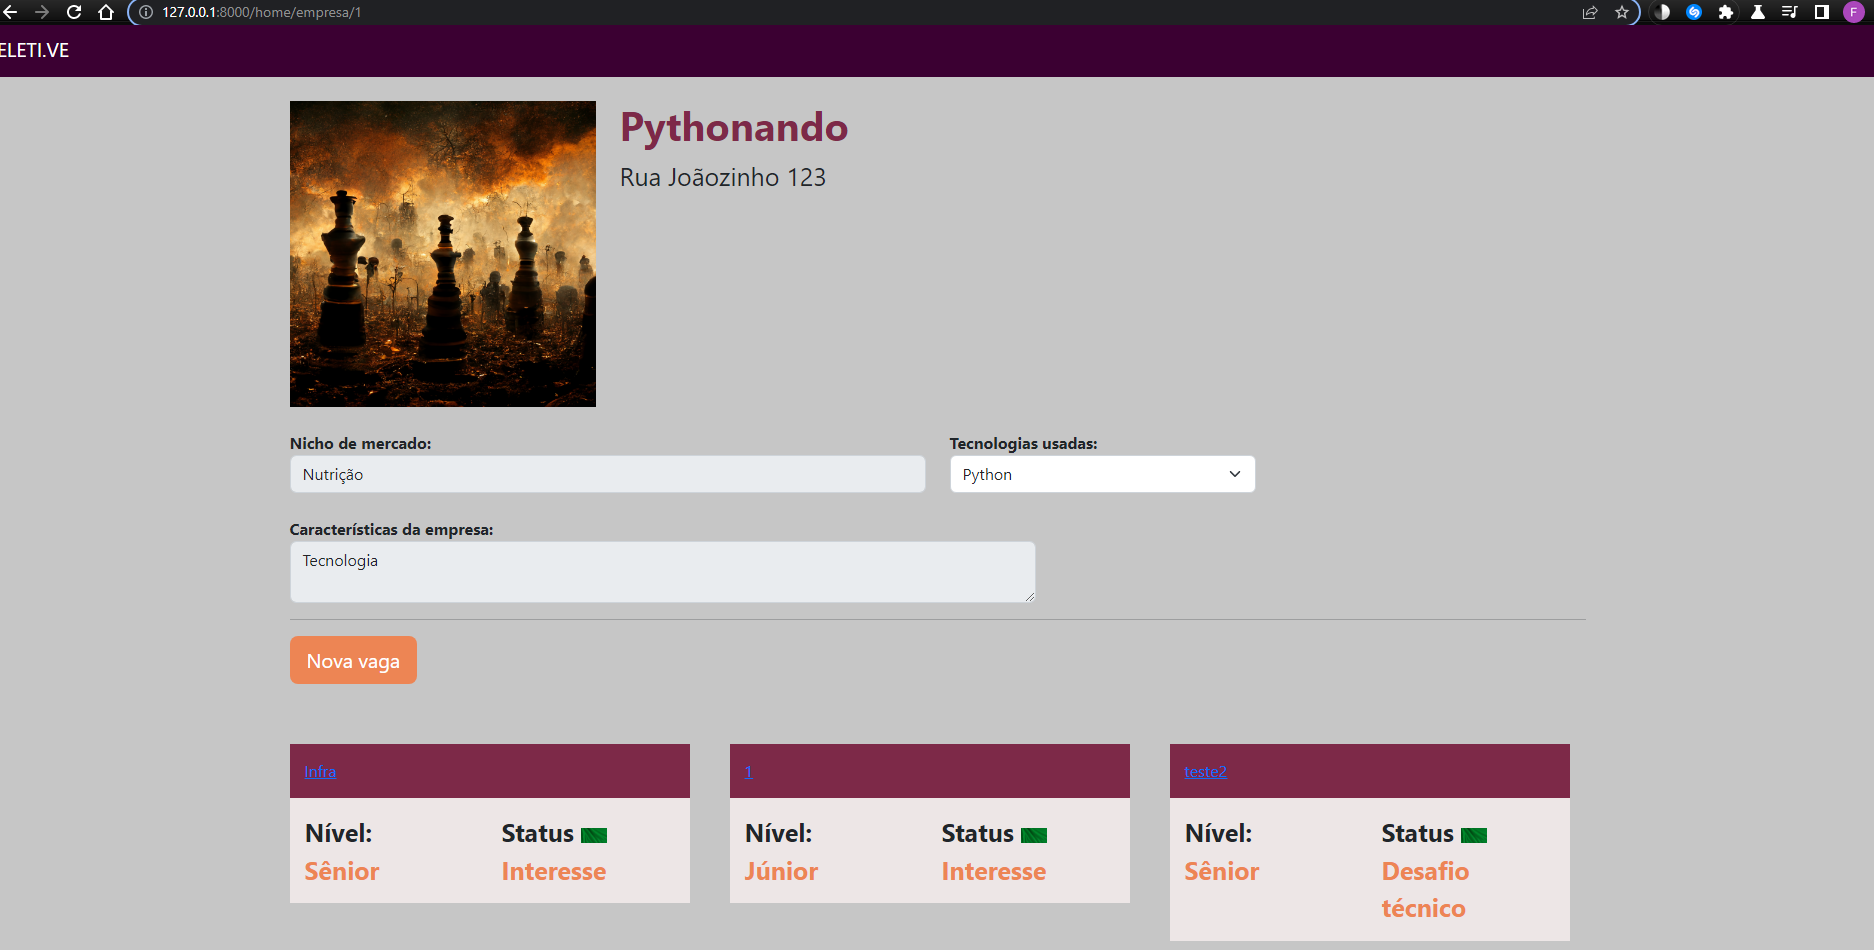 127.0.0.1:8000/home/empresa/1
F
ELETI.VE
Pythonando
Rua Joãozinho 123
Nicho de mercado:
Tecnologias usadas:
Nutrição
Python
Características da empresa:
Tecnologia
Nova vaga
Infra
Nível:
Status
Sênior
Interesse
1
Nível:
Status
Júnior
Interesse
teste2
Nível:
Status
Sênior
Desafio
técnico